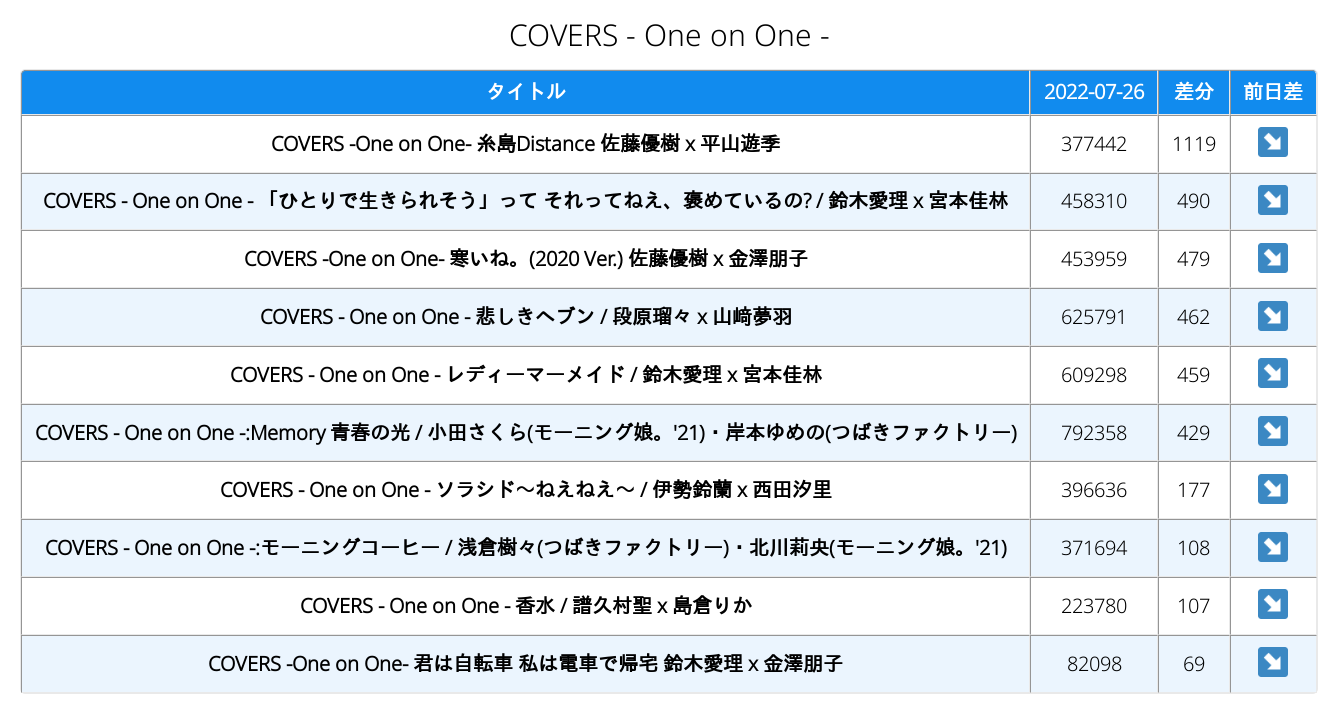 COVERS - One on One -
タイトル 2022-07-26 差分 前日差
COVERS -One on One- 糸島Distance 佐藤優樹 x 平山遊季 377442 1119 ↘
COVERS - One on One - 「ひとりで生きられそう」って それってねえ、褒めているの? / 鈴木愛理 x 宮本佳林 458310 490 ↘
COVERS -One on One- 寒いね。(2020 Ver.) 佐藤優樹 x 金澤朋子 453959 479 ↘
COVERS - One on One - 悲しきヘブン / 段原瑠々 x 山﨑夢羽 625791 462 ↘
COVERS - One on One - レディーマーメイド / 鈴木愛理 x 宮本佳林 609298 459 ↘
COVERS - One on One -:Memory 青春の光 / 小田さくら(モーニング娘。'21)・岸本ゆめの(つばきファクトリー) 792358 429 ↘
COVERS - One on One - ソラシド〜ねえねえ〜 / 伊勢鈴蘭 x 西田汐里 396636 177 ↘
COVERS - One on One -:モーニングコーヒー / 浅倉樹々(つばきファクトリー)・北川莉央(モーニング娘。'21) 371694 108 ↘
COVERS - One on One - 香水 / 譜久村聖 x 島倉りか 223780 107 ↘
COVERS -One on One- 君は自転車 私は電車で帰宅 鈴木愛理 x 金澤朋子 82098 69 ↘